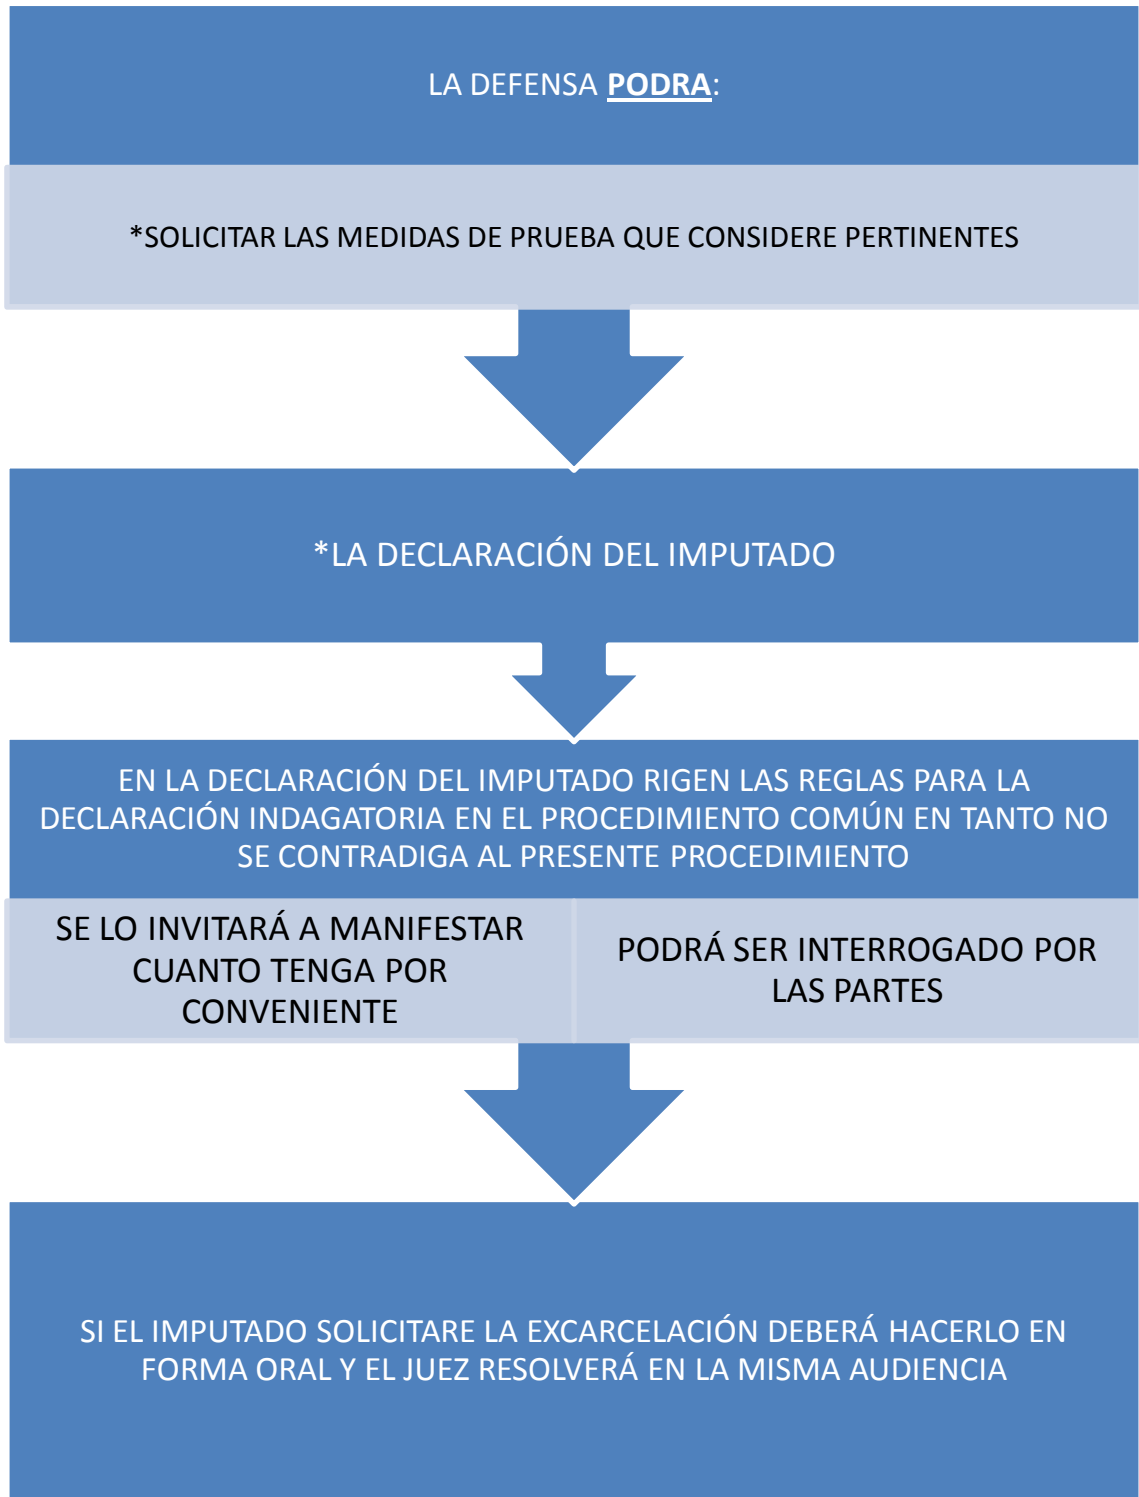 LA DEFENSA PODRA:
*SOLICITAR LAS MEDIDAS DE PRUEBA QUE CONSIDERE PERTINENTES
*LA DECLARACIÓN DEL IMPUTADO
EN LA DECLARACIÓN DEL IMPUTADO RIGEN LAS REGLAS PARA LA
DECLARACIÓN INDAGATORIA EN EL PROCEDIMIENTO COMÚN EN TANTO NO
SE CONTRADIGA AL PRESENTE PROCEDIMIENTO
SE LO INVITARÁ A MANIFESTAR
CUANTO TENGA POR
CONVENIENTE
PODRÁ SER INTERROGADO POR
LAS PARTES
SI EL IMPUTADO SOLICITARE LA EXCARCELACIÓN DEBERÁ HACERLO EN
FORMA ORAL Y EL JUEZ RESOLVERÁ EN LA MISMA AUDIENCIA